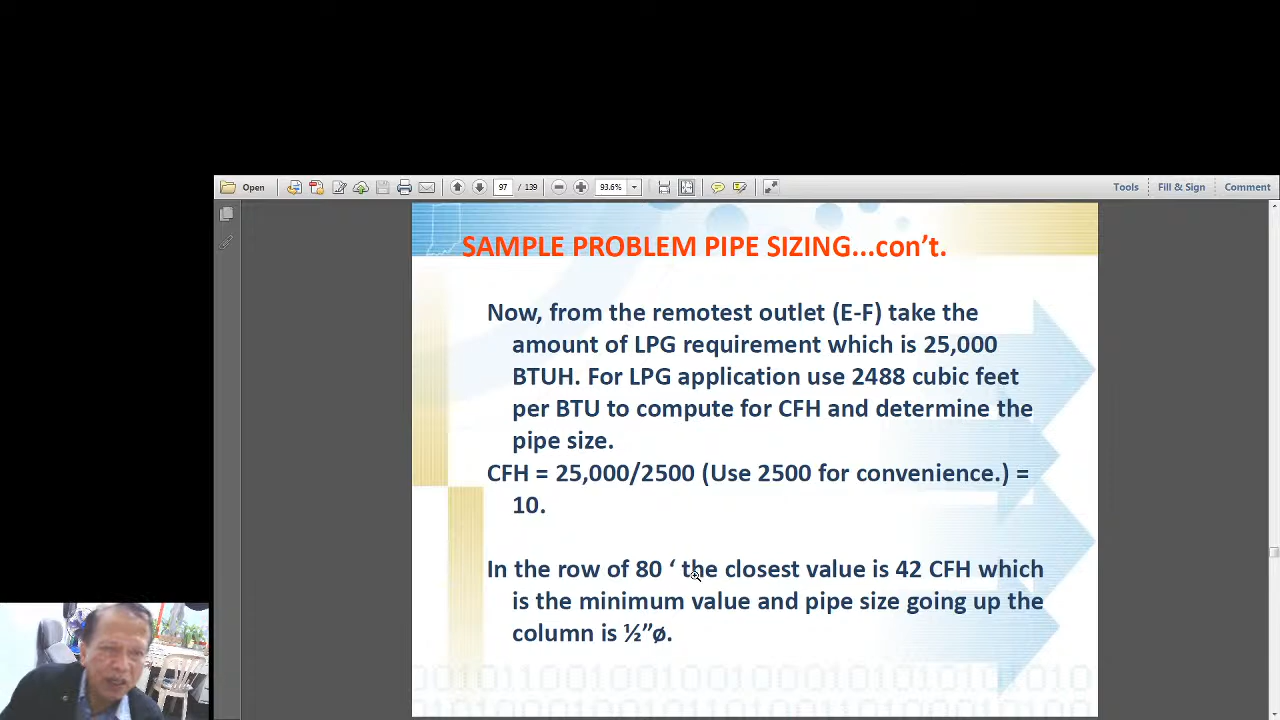 Open
97
/ 139
93.6%
Tools
Fill & Sign
Comment
SAMPLE PROBLEM PIPE SIZING...con’t.
Now, from the remotest outlet (E-F) take the
amount of LPG requirement which is 25,000
BTUH. For LPG application use 2488 cubic feet
per BTU to compute for CFH and determine the
pipe size.
CFH = 25,000/2500 (Use 2500 for convenience.) =
10.
In the row of 80 ‘ the closest value is 42 CFH which
is the minimum value and pipe size going up the
column is ½”ø.